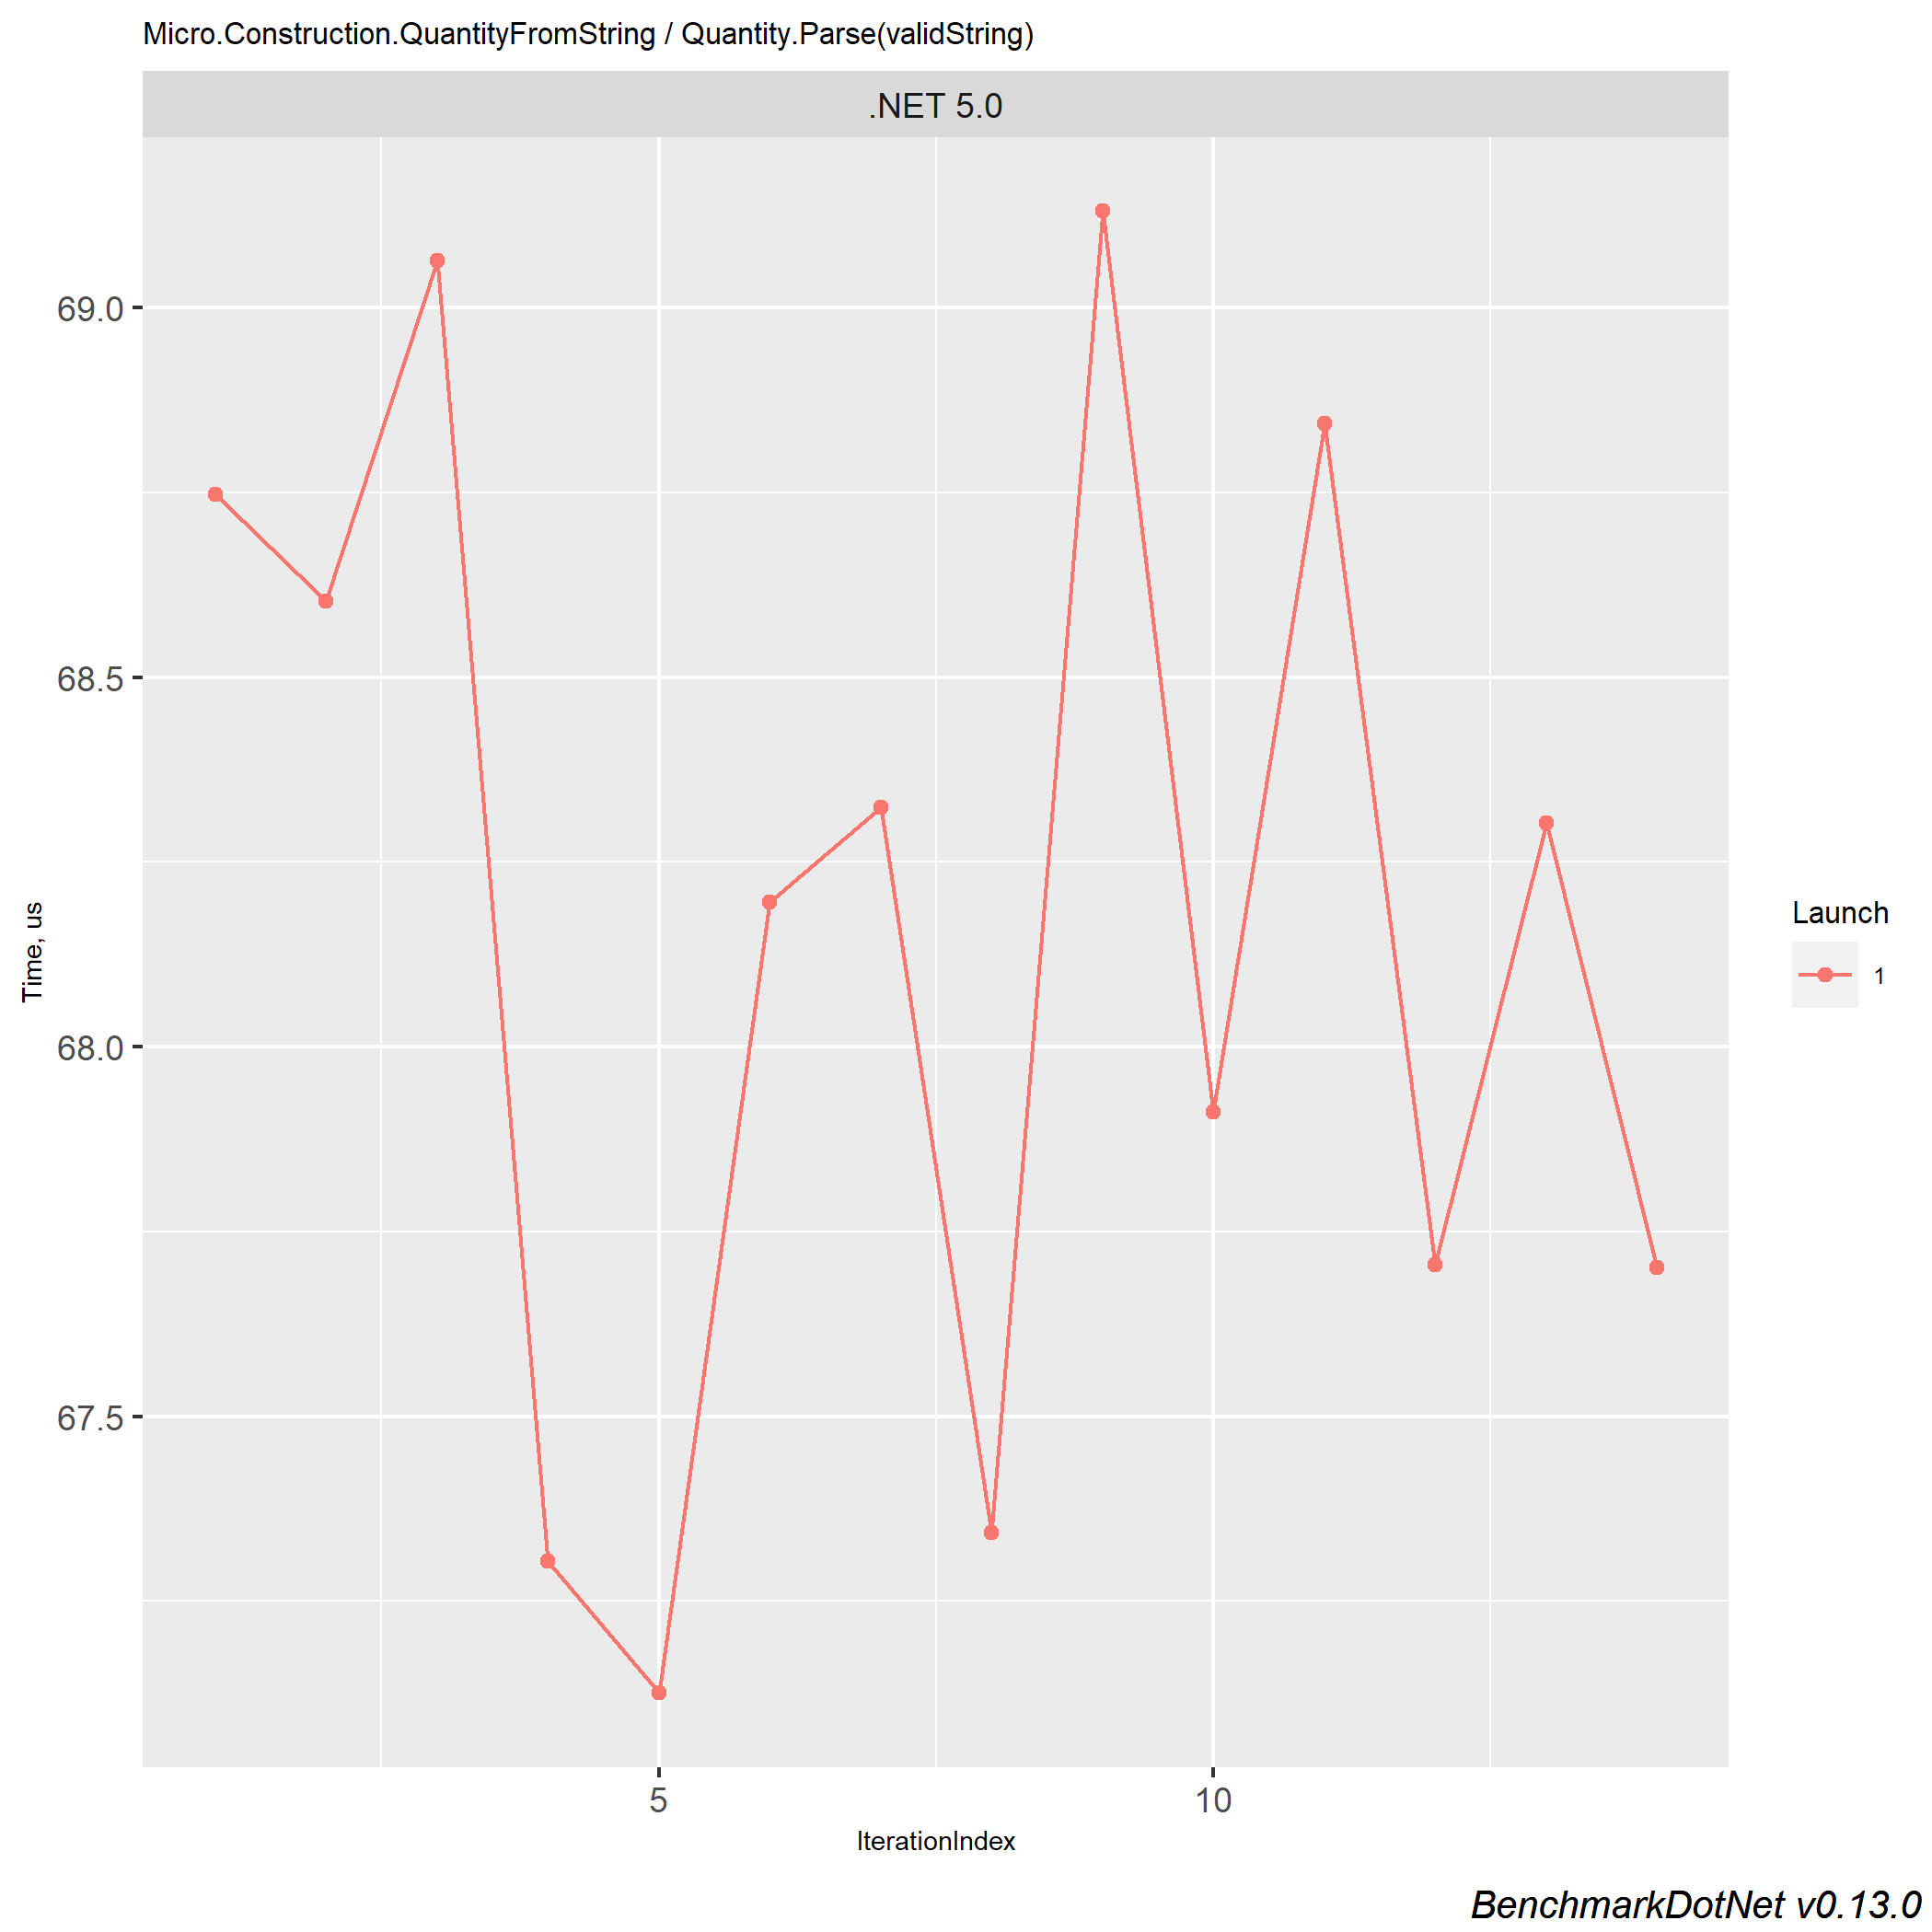 Micro.Construction.QuantityFromString / Quantity.Parse(validString)
.NET 5.0
69.0
68.5
68.0
67.5
Time, us
5
10
IterationIndex
Launch
1
BenchmarkDotNet v0.13.0